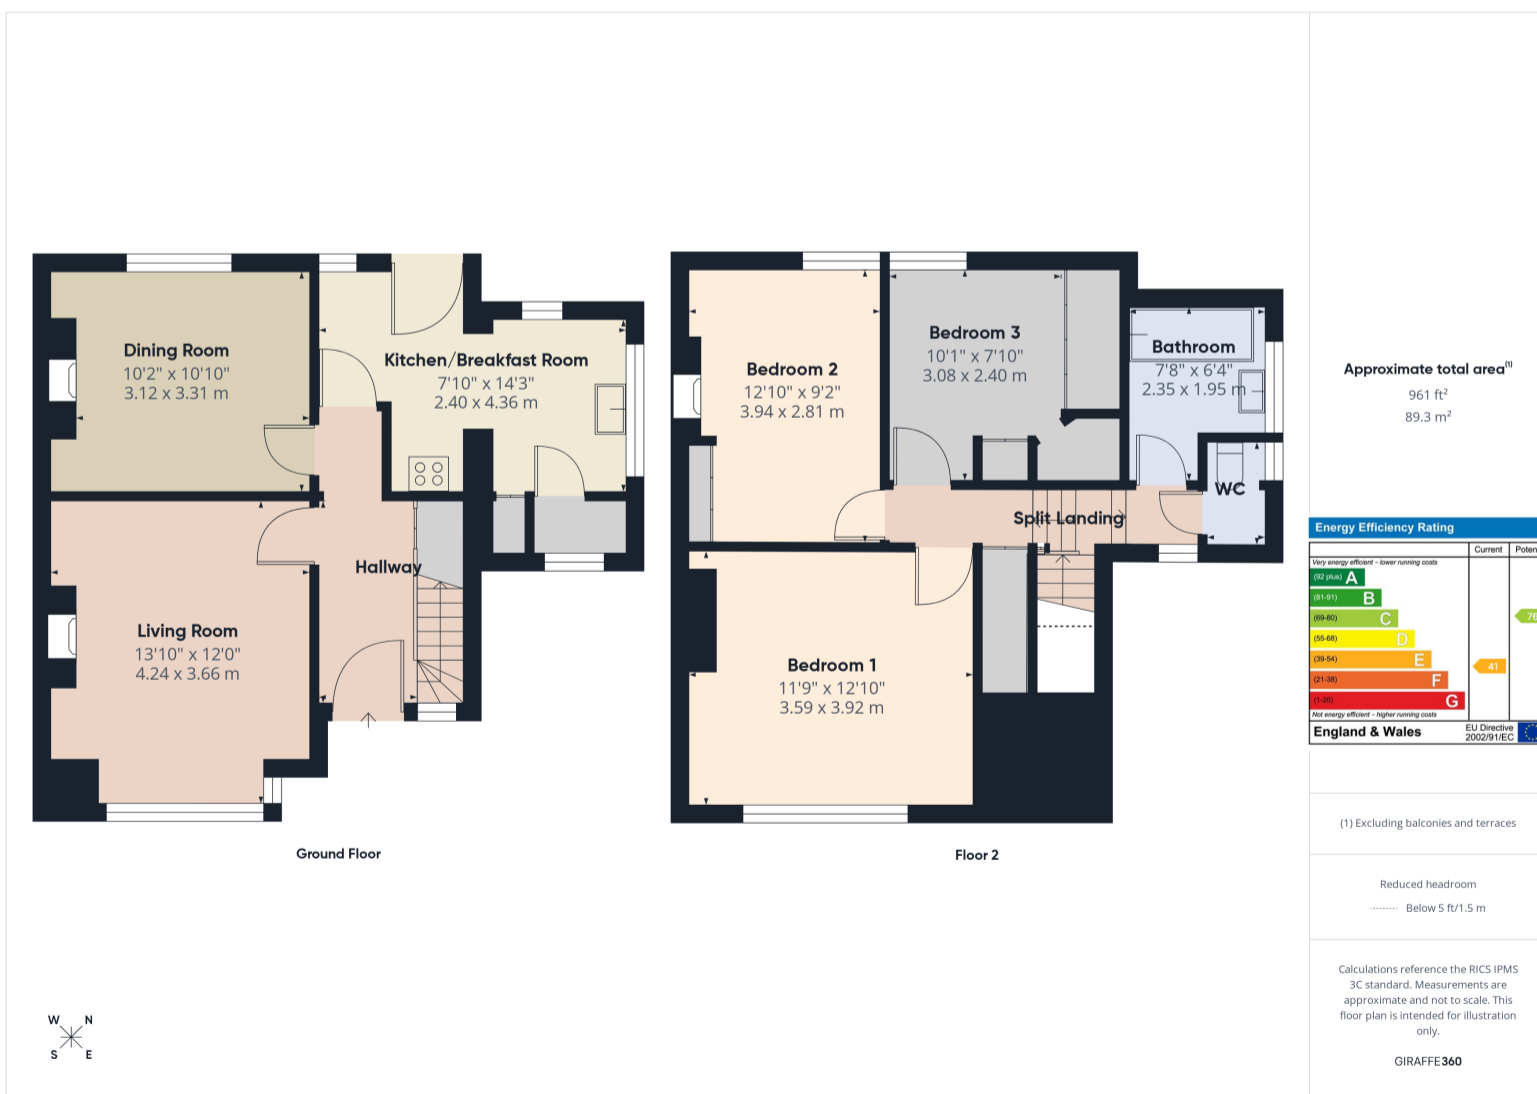 Dining Room
10'2" x 10'10"
3.12 x 3.31 m
Kitchen/Breakfast Room
7'10" x 14'3"
2.40 x 4.36 m
Living Room
13'10" x 12'0"
4.24 x 3.66 m
Hallway
Ground Floor
Bedroom 2
12'10" x 9'2"
3.94 x 2.81 m
Bedroom 3
10'1" x 7'10"
3.08 x 2.40 m
Bathroom
7'8" x 6'4"
2.35 x 1.95 m
WC
Split Landing
Bedroom 1
11'9" x 12'10"
3.59 x 3.92 m
Floor 2
W N
S E
Approximate total area(1)
961 ft²
89.3 m²
Energy Efficiency Rating
Current Poten
Very energy efficient - lower running costs
(92 plus) A
(81-91) B
(69-80) C
76
(55-68) D
(39-54) E
41
(21-38) F
(1-20) G
Not energy efficient - higher running costs
England & Wales
EU Directive
2002/91/EC
(1) Excluding balconies and terraces
Reduced headroom
Below 5 ft/1.5 m
Calculations reference the RICS IPMS
3C standard. Measurements are
approximate and not to scale. This
floor plan is intended for illustration
only.
GIRAFFE360